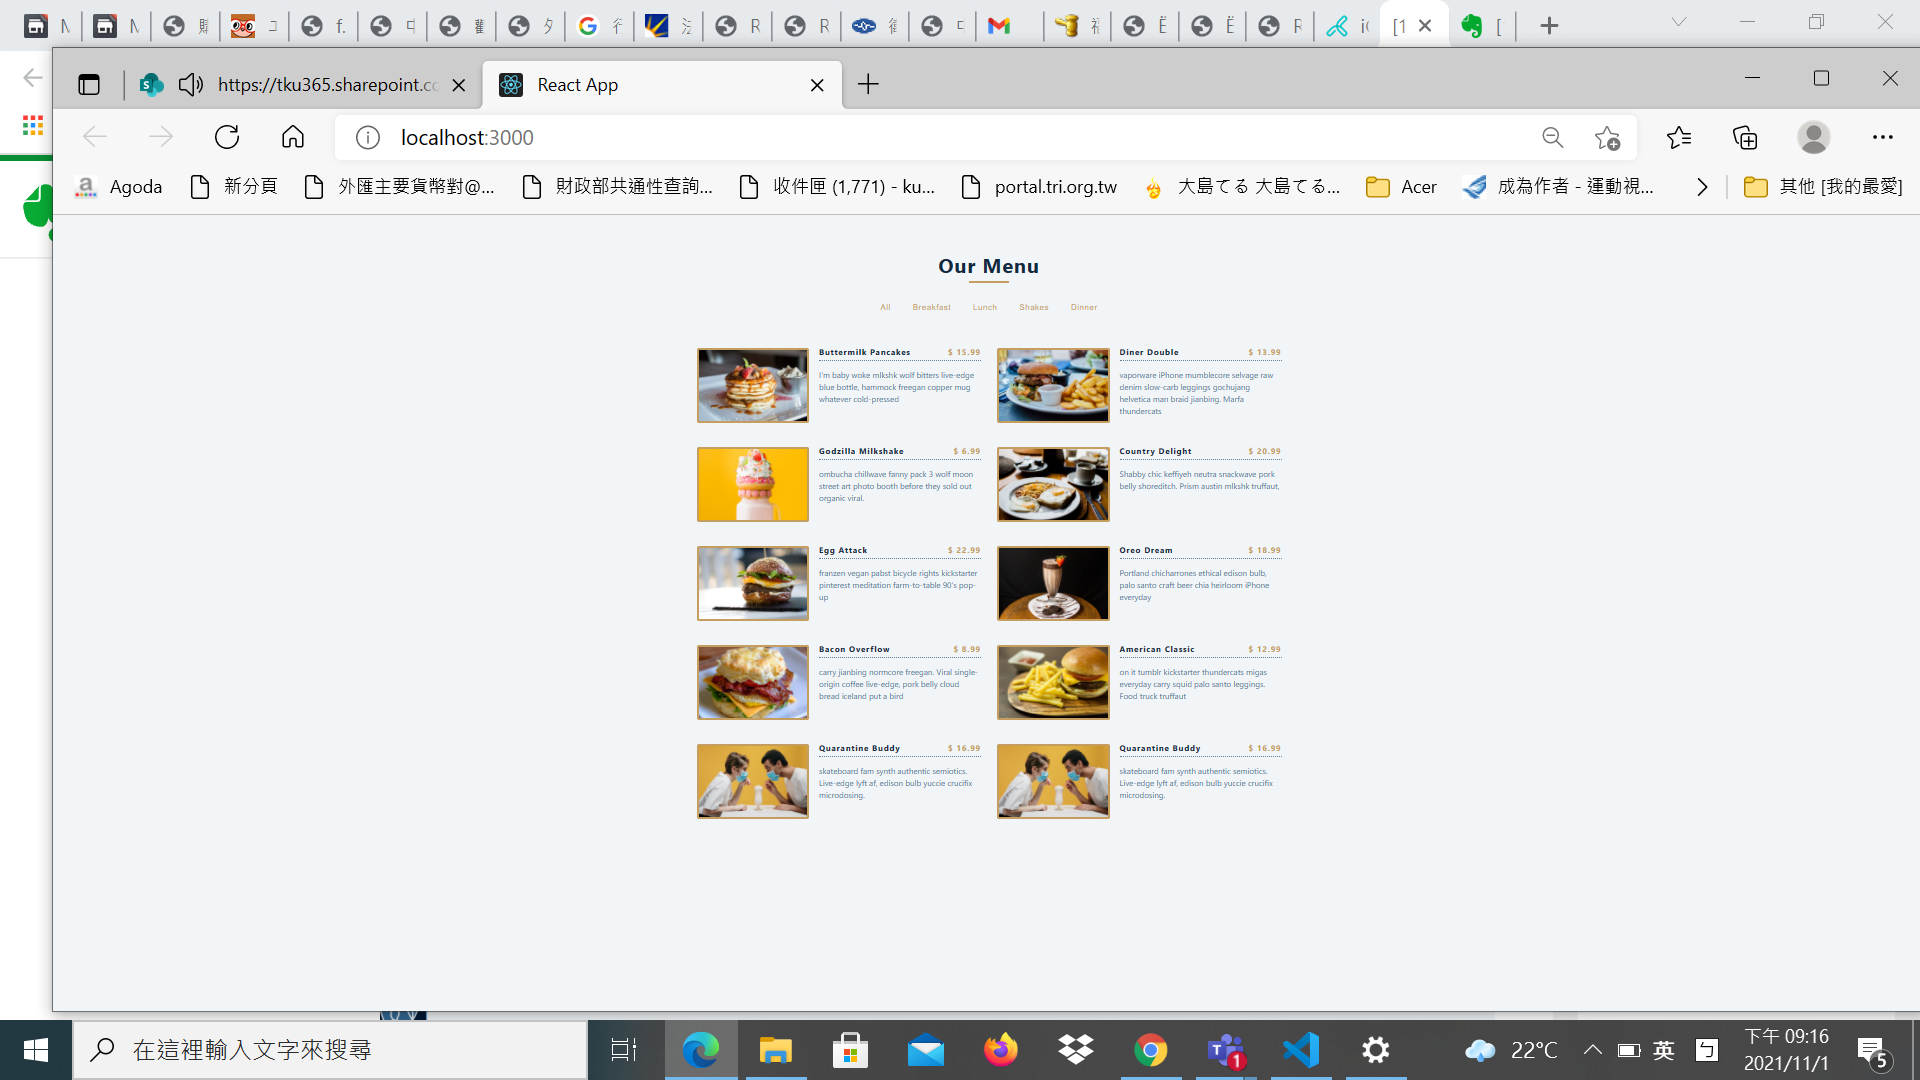 [1
https://tku365.sharepoint.cc
React App
localhost:3000
Agoda
新分頁
外匯主要貨幣對@...
財政部共通性查詢...
收件匣 (1,771) - ku...
portal.tri.org.tw
大島てる 大島てる...
Acer
成為作者 - 運動視...
其他 [我的最愛]
Our Menu
All Breakfast Lunch Shakes Dinner
Buttermilk Pancakes $ 15.99
I'm baby woke mlkshk wolf bitters live-edge
blue bottle, hammock freegan copper mug
whatever cold-pressed
Diner Double $ 13.99
vaporware iPhone mumblecore selvage raw
denim slow-carb leggings gochujang
helvetica man braid jianbing. Marfa
thundercats
Godzilla Milkshake $ 6.99
ombucha chillwave fanny pack 3 wolf moon
street art photo booth before they sold out
organic viral.
Country Delight $ 20.99
Shabby chic keffiyeh neutra snackwave pork
belly shoreditch. Prism austin mlkshk truffaut,
Egg Attack $ 22.99
franzen vegan pabst bicycle rights kickstarter
pinterest meditation farm-to-table 90's pop-
up
Oreo Dream $ 18.99
Portland chicharrones ethical edison bulb,
palo santo craft beer chia heirloom iPhone
everyday
Bacon Overflow $ 8.99
carry jianbing normcore freegan. Viral single-
origin coffee live-edge, pork belly cloud
bread iceland put a bird
American Classic $ 12.99
on it tumblr kickstarter thundercats migas
everyday carry squid palo santo leggings.
Food truck truffaut
Quarantine Buddy $ 16.99
skateboard fam synth authentic semiotics.
Live-edge lyft af, edison bulb yuccie crucifix
microdosing.
Quarantine Buddy $ 16.99
skateboard fam synth authentic semiotics.
Live-edge lyft af, edison bulb yuccie crucifix
microdosing.
在這裡輸入文字來搜尋
1
22°C
英
ㄅ
下午 09:16
2021/11/1
5